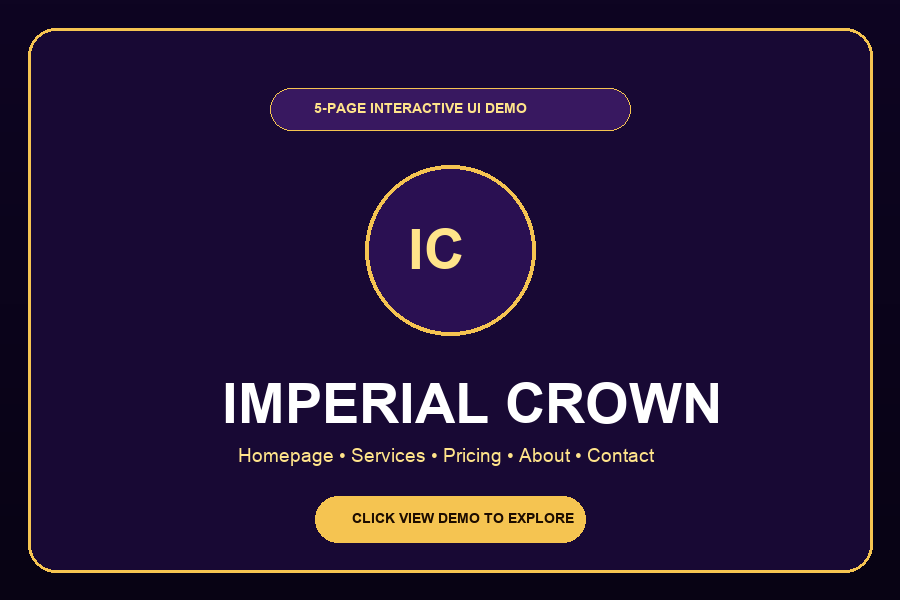 5-PAGE INTERACTIVE UI DEMO
IC
IMPERIAL CROWN
Homepage • Services • Pricing • About • Contact
CLICK VIEW DEMO TO EXPLORE